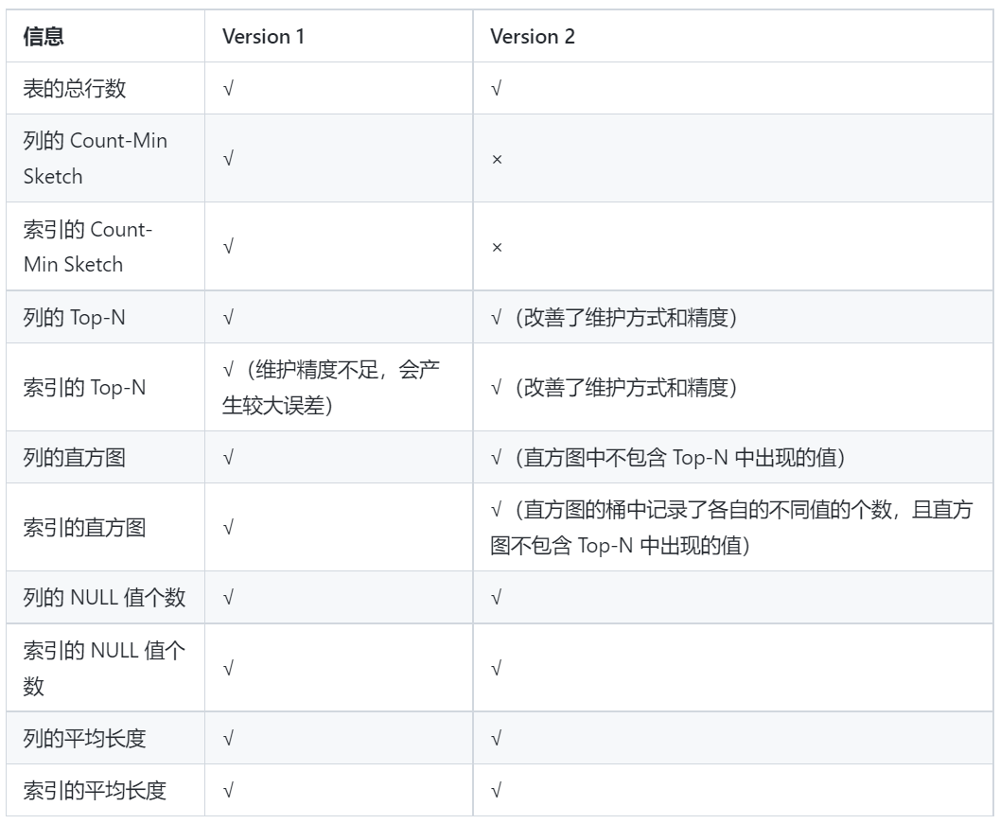 信息 Version 1 Version 2
表的总行数 √ √
列的 Count-Min
Sketch
√ ×
索引的 Count-
Min Sketch
√ ×
列的 Top-N √ √（改善了维护方式和精度）
索引的 Top-N
√（维护精度不足，会产
生较大误差）
√（改善了维护方式和精度）
列的直方图 √ √（直方图中不包含 Top-N 中出现的值）
索引的直方图 √
√（直方图的桶中记录了各自的不同值的个数，且直方
图不包含 Top-N 中出现的值）
列的 NULL 值个数 √ √
索引的 NULL 值个
数
√ √
列的平均长度 √ √
索引的平均长度 √ √